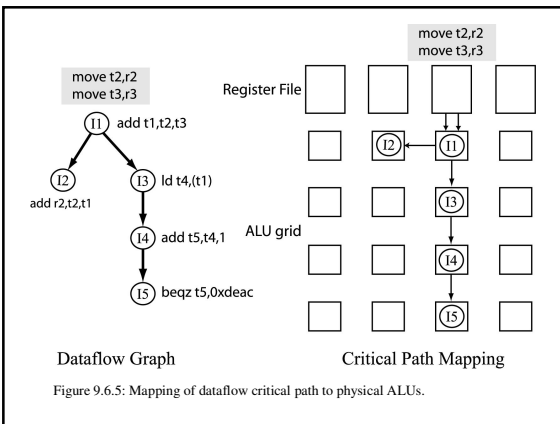 move t2,r2
move t3,r3
I1 add t1,t2,t3
I2
add r2,t2,t1
I3 ld t4,(t1)
I4 add t5,t4,1
I5 beqz t5,0xdeac
Dataflow Graph
move t2,r2
move t3,r3
Register File
I2 I1
I3
ALU grid
I4
I5
Critical Path Mapping
Figure 9.6.5: Mapping of dataflow critical path to physical ALUs.